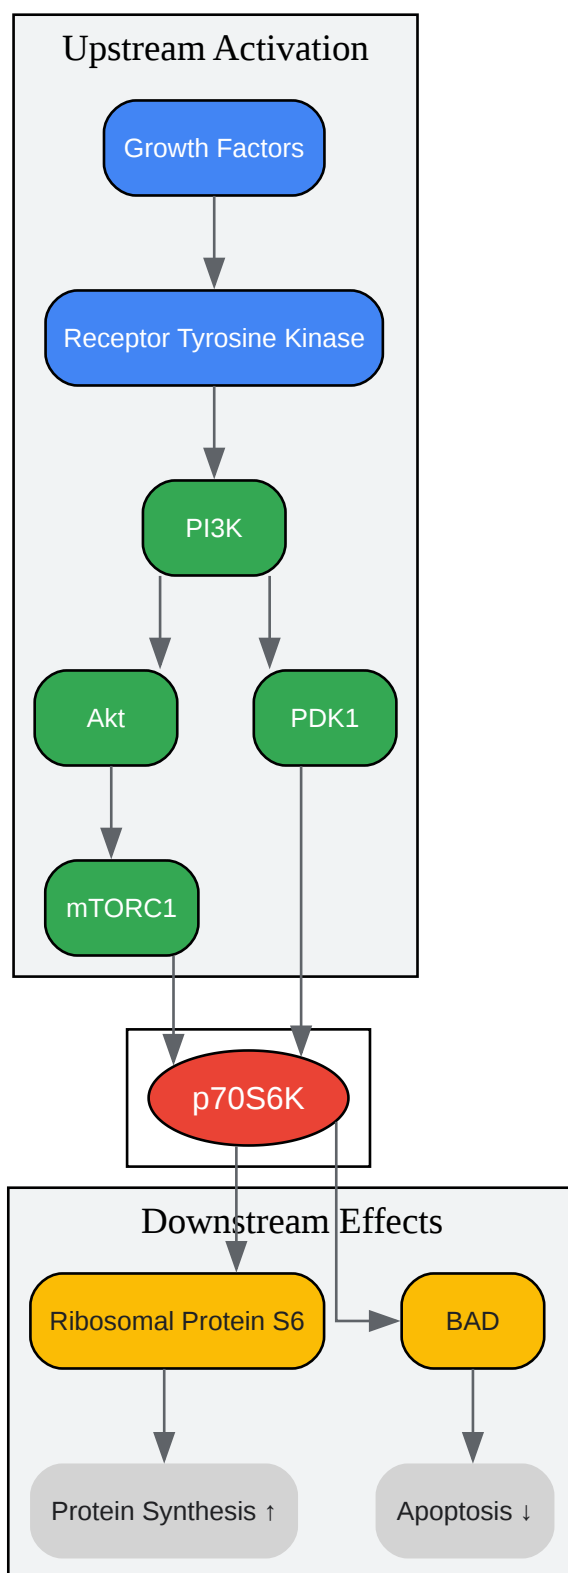 Upstream Activation
Growth Factors
Receptor Tyrosine Kinase
PI3K
Akt
PDK1
mTORC1
p70S6K
Downstream Effects
Ribosomal Protein S6
BAD
Protein Synthesis ↑
Apoptosis ↓